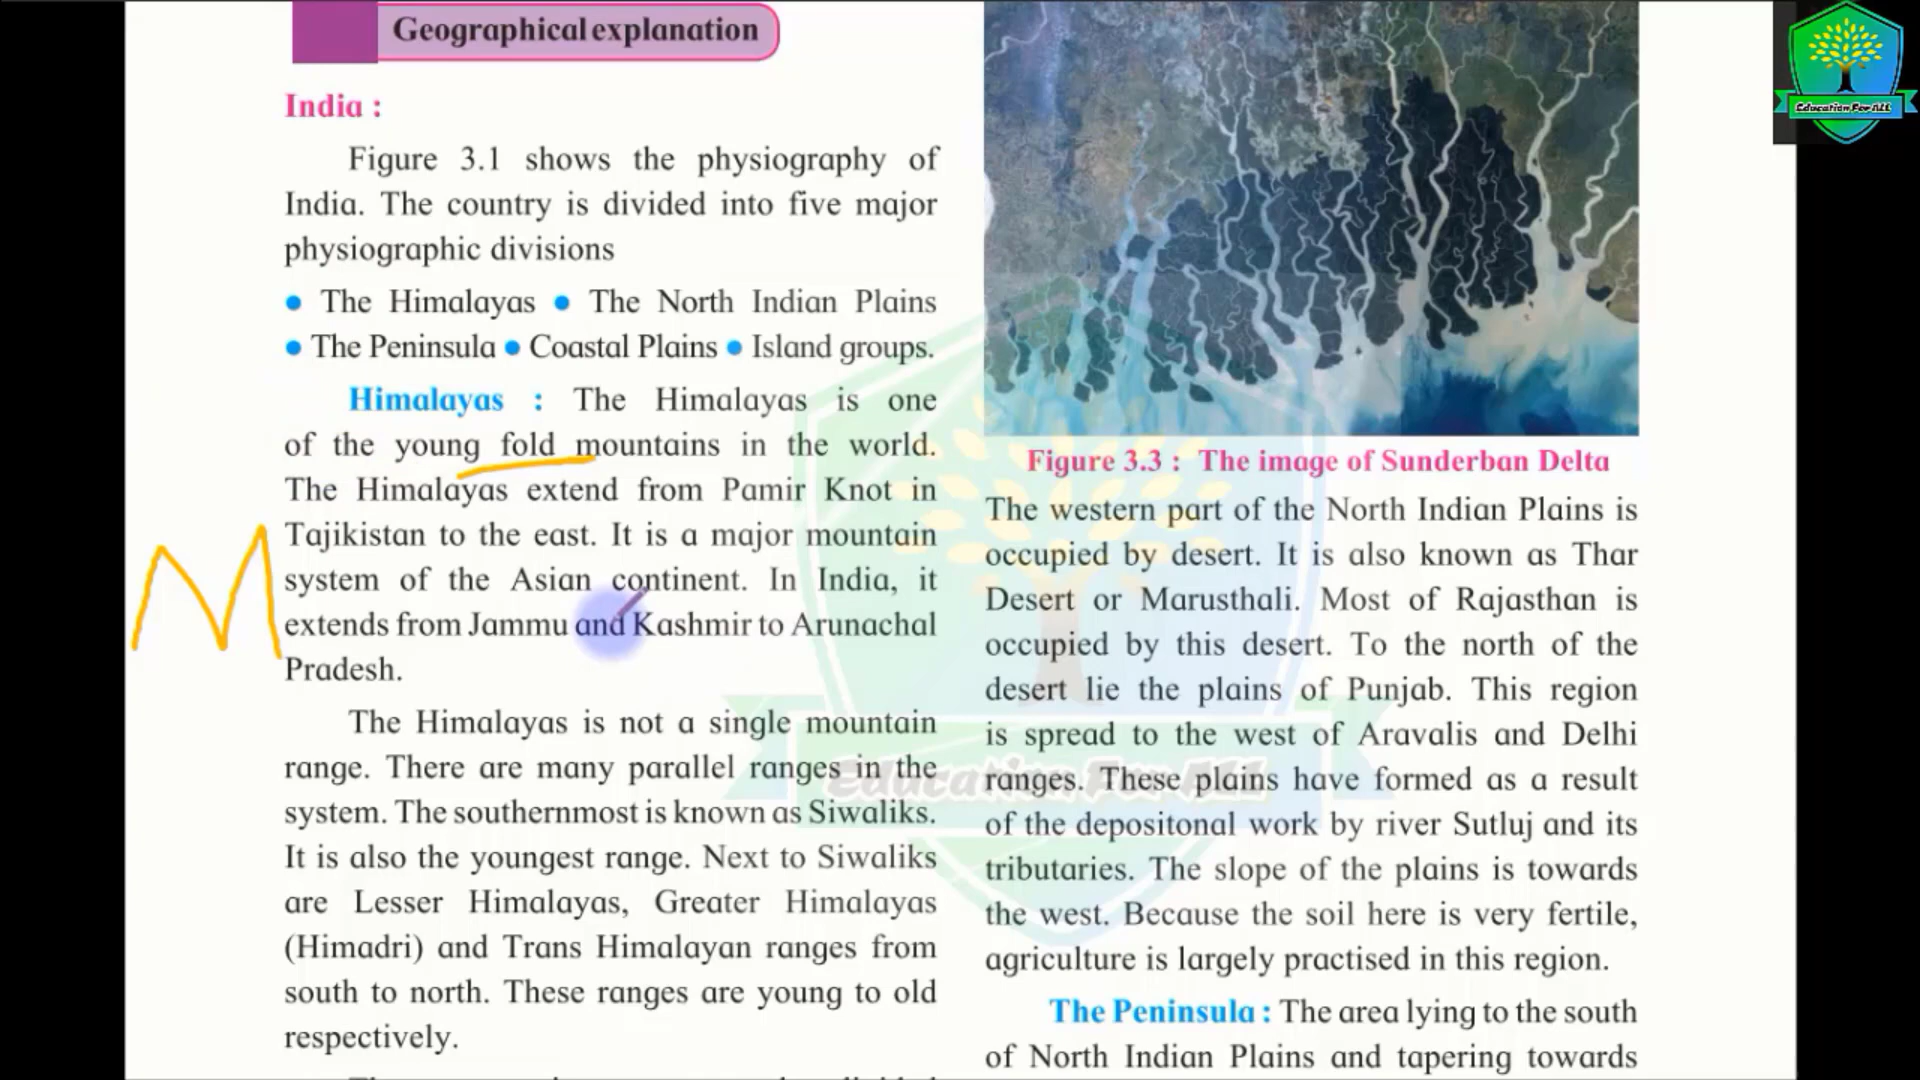 Geographical explanation
India :
Figure 3.1 shows the physiography of
India. The country is divided into five major
physiographic divisions
● The Himalayas ● The North Indian Plains
● The Peninsula ● Coastal Plains ● Island groups.
Himalayas : The Himalayas is one
of the young fold mountains in the world.
The Himalayas extend from Pamir Knot in
Tajikistan to the east. It is a major mountain
system of the Asian continent. In India, it
extends from Jammu and Kashmir to Arunachal
Pradesh.
The Himalayas is not a single mountain
range. There are many parallel ranges in the
system. The southernmost is known as Siwaliks.
It is also the youngest range. Next to Siwaliks
are Lesser Himalayas, Greater Himalayas
(Himadri) and Trans Himalayan ranges from
south to north. These ranges are young to old
respectively.
Figure 3.3 : The image of Sunderban Delta
The western part of the North Indian Plains is
occupied by desert. It is also known as Thar
Desert or Marusthali. Most of Rajasthan is
occupied by this desert. To the north of the
desert lie the plains of Punjab. This region
is spread to the west of Aravalis and Delhi
ranges. These plains have formed as a result
of the depositonal work by river Sutluj and its
tributaries. The slope of the plains is towards
the west. Because the soil here is very fertile,
agriculture is largely practised in this region.
The Peninsula : The area lying to the south
of North Indian Plains and tapering towards
Education For ALL
Education For ALL